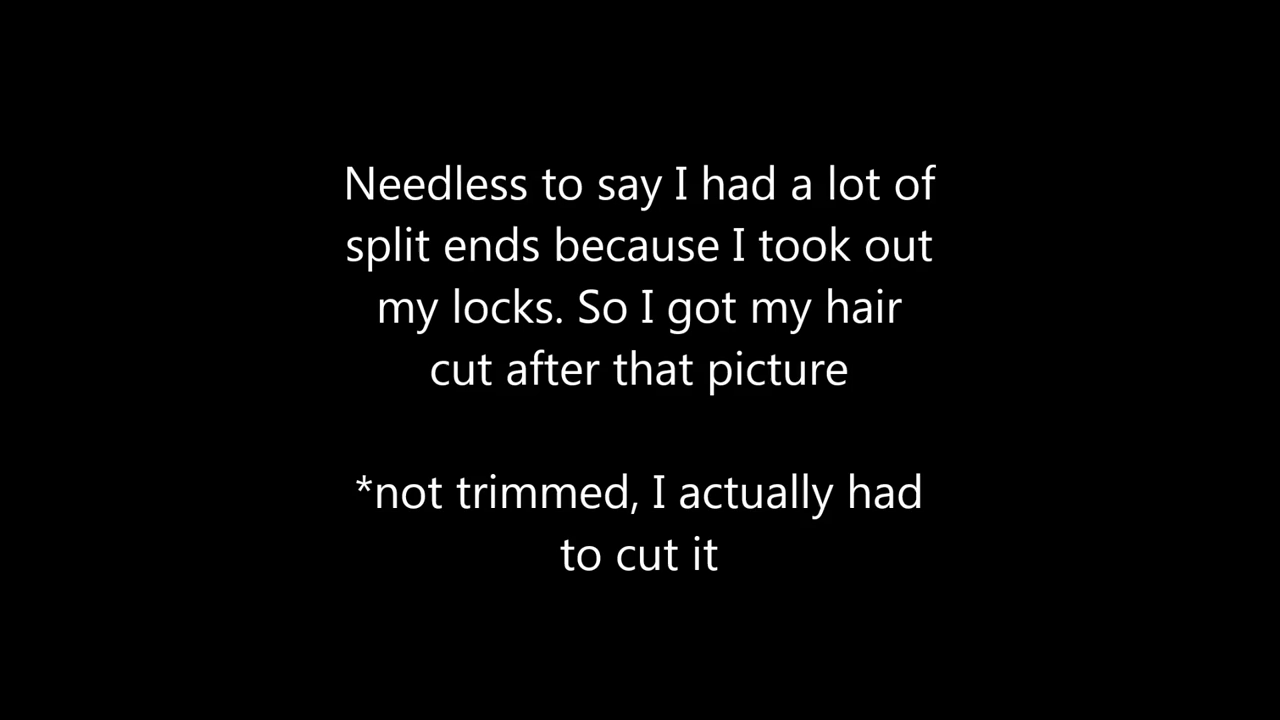 Needless to say I had a lot of
split ends because I took out
my locks. So I got my hair
cut after that picture
*not trimmed, I actually had
to cut it